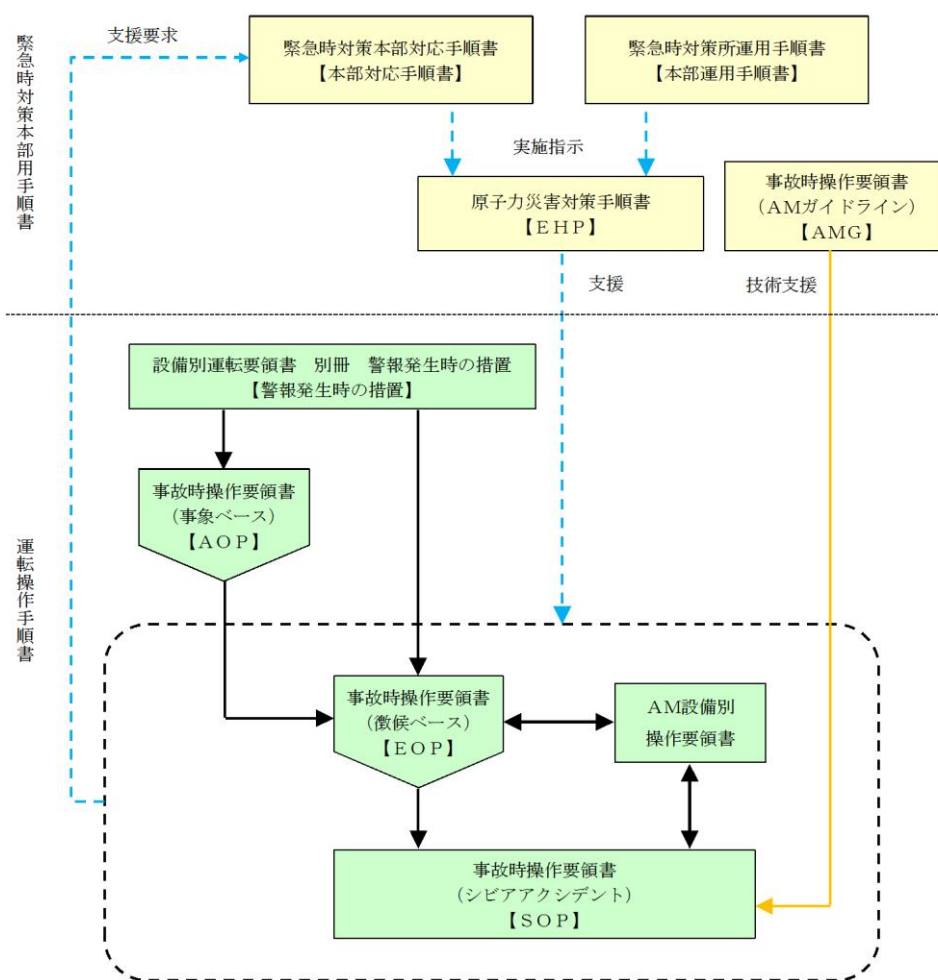 緊急時対策本部用手順書
支援要求
緊急時対策本部対応手順書
【本部対応手順書】
緊急時対策所運用手順書
【本部運用手順書】
実施指示
原子力災害対策手順書
【ＥＨＰ】
事故時操作要領書
（ＡＭガイドライン）
【ＡＭＧ】
支援
技術支援
運転操作手順書
設備別運転要領書　別冊　警報発生時の措置
【警報発生時の措置】
事故時操作要領書
（事象ベース）
【ＡＯＰ】
事故時操作要領書
（徴候ベース）
【ＥＯＰ】
ＡＭ設備別
操作要領書
事故時操作要領書
（シビアアクシデント）
【ＳＯＰ】